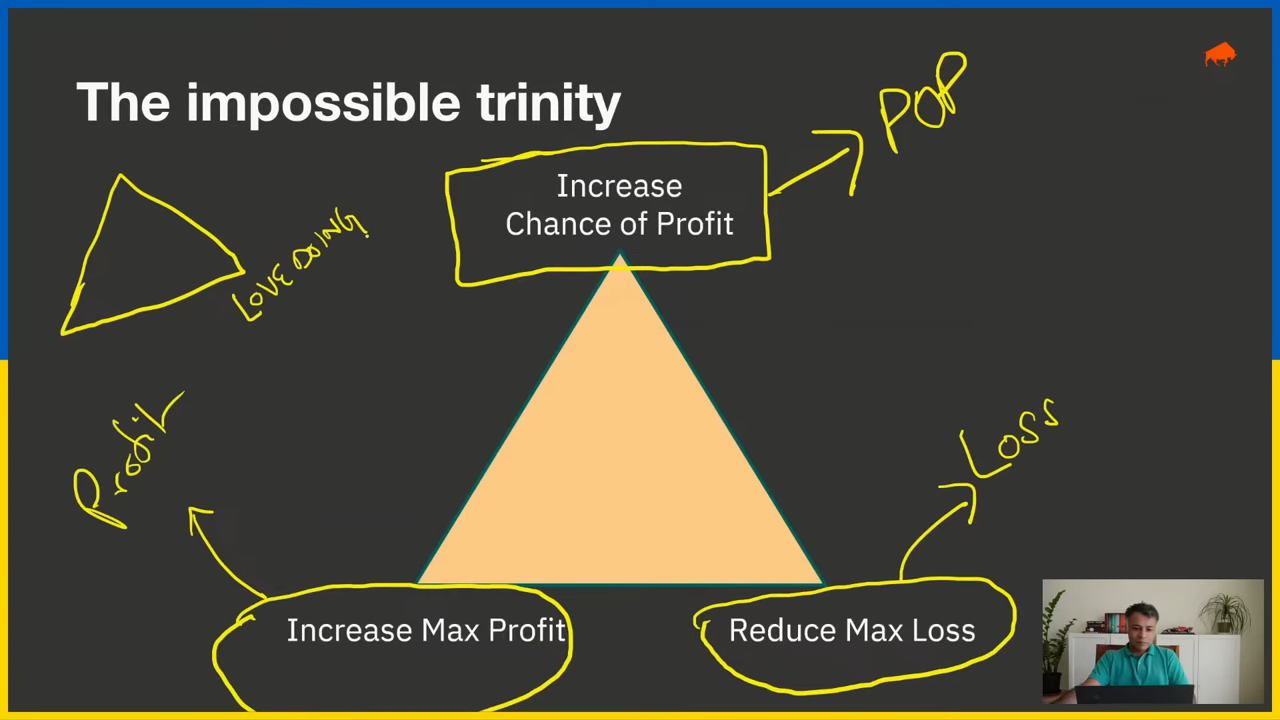 The impossible trinity
POP
Increase
Chance of Profit
LOVE DOING
Profit
Loss
Increase Max Profit
Reduce Max Loss